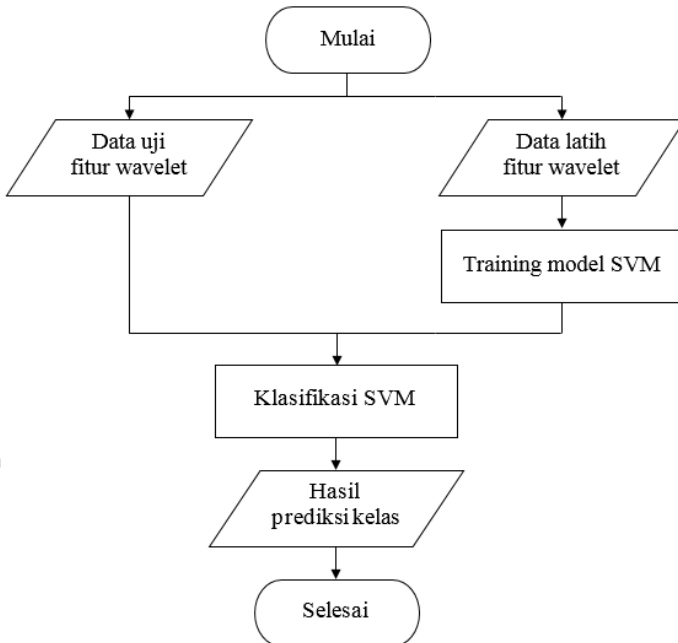 Mulai
Data uji
fitur wavelet
Data latih
fitur wavelet
Training model SVM
Klasifikasi SVM
Hasil
prediksi kelas
Selesai